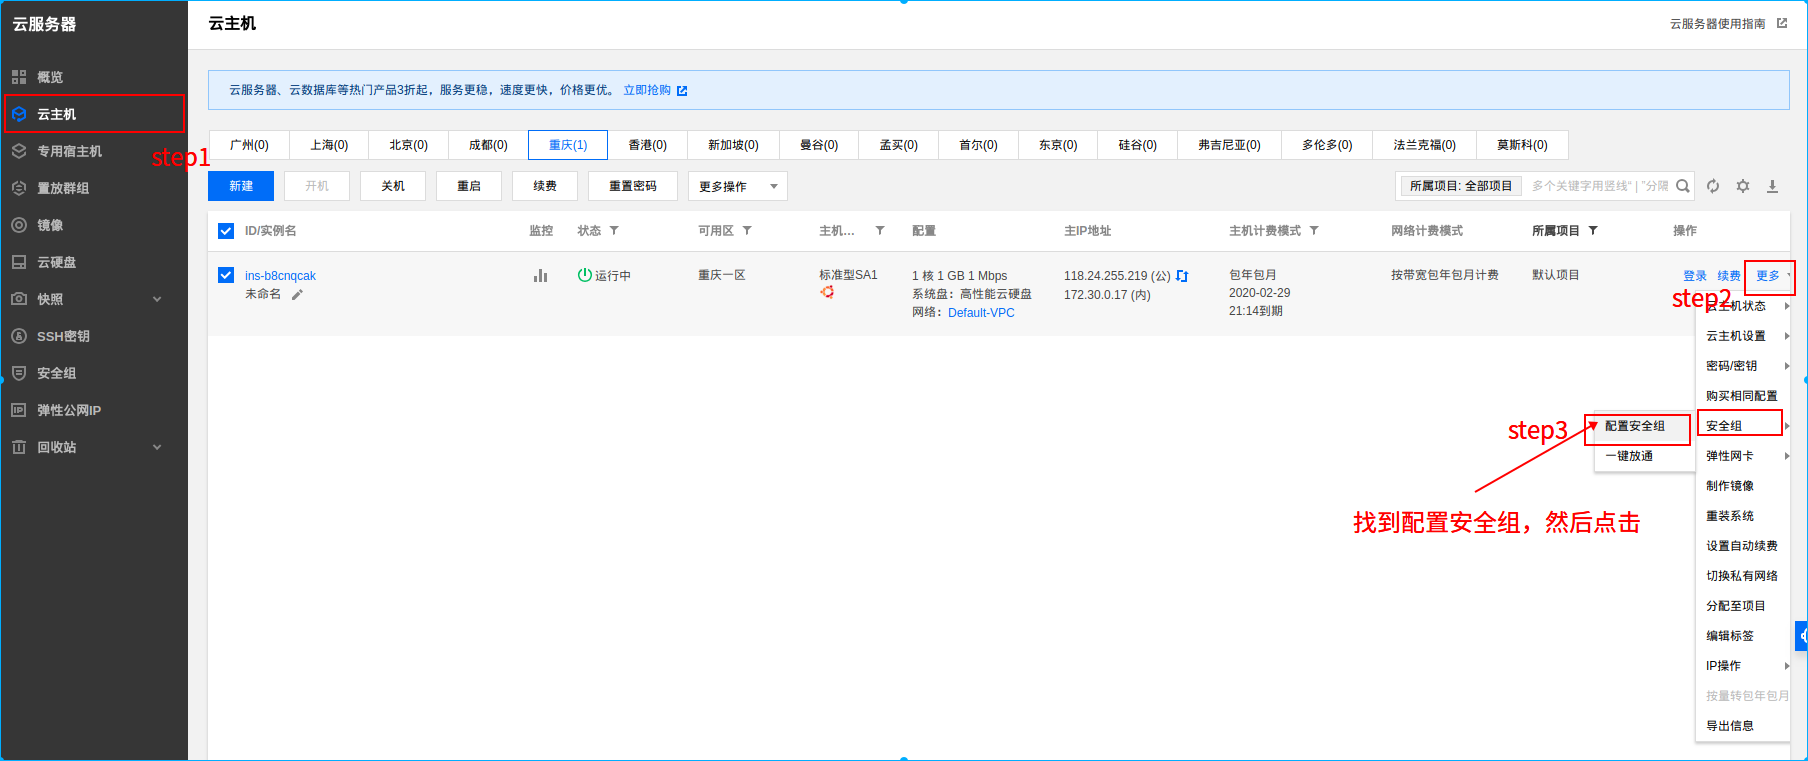 云服务器
云主机
云服务器使用指南
概览
云主机
专用宿主机
置放群组
镜像
云硬盘
快照
SSH密钥
安全组
弹性公网IP
回收站
step1
云服务器、云数据库等热门产品3折起，服务更稳，速度更快，价格更优。 立即抢购
广州(0) 上海(0) 北京(0) 成都(0) 重庆(1) 香港(0) 新加坡(0) 曼谷(0) 孟买(0) 首尔(0) 东京(0) 硅谷(0) 弗吉尼亚(0) 多伦多(0) 法兰克福(0) 莫斯科(0)
新建 开机 关机 重启 续费 重置密码 更多操作
所属项目: 全部项目 多个关键字用竖线“ | ”分隔
ID/实例名 监控 状态 可用区 主机... 配置 主IP地址 主机计费模式 网络计费模式 所属项目 操作
ins-b8cnqcak
未命名
运行中
重庆一区
标准型SA1
1 核 1 GB 1 Mbps
系统盘：高性能云硬盘
网络：Default-VPC
118.24.255.219 (公)
172.30.0.17 (内)
包年包月
2020-02-29
21:14到期
按带宽包年包月计费
默认项目
登录 续费 更多
step2
云主机状态
云主机设置
密码/密钥
购买相同配置
安全组
弹性网卡
制作镜像
重装系统
设置自动续费
切换私有网络
分配至项目
编辑标签
IP操作
按量转包年包月
导出信息
step3
配置安全组
一键放通
找到配置安全组，然后点击